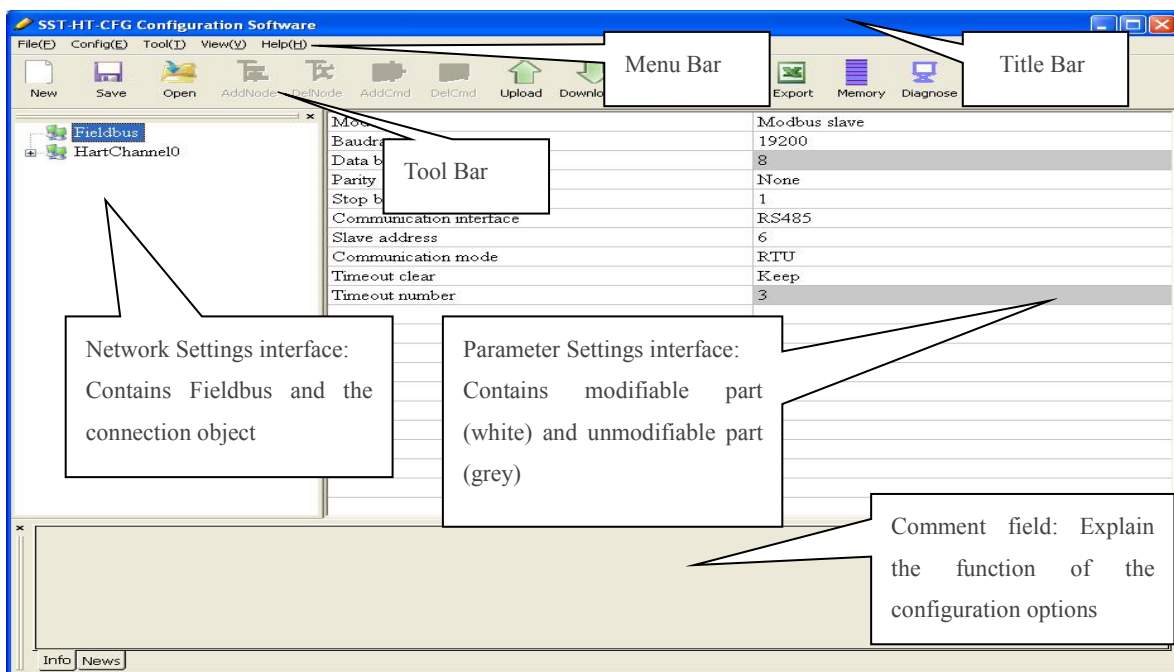 SST-HT-CFG Configuration Software
File(F) Config(E) Tool(T) View(V) Help(H)
Menu Bar
Title Bar
New Save Open AddNode DelNode AddCmd DelCmd Upload Export Memory Diagnose
Fieldbus
HartChannel0
Tool Bar
Modbus slave
19200
8
Parity None
1
Communication interface RS485
Slave address 6
Communication mode RTU
Timeout clear Keep
Timeout number 3
Network Settings interface:
Contains Fieldbus and the
connection object
Parameter Settings interface:
Contains modifiable part
(white) and unmodifiable part
(grey)
Comment field: Explain
the function of the
configuration options
Info News